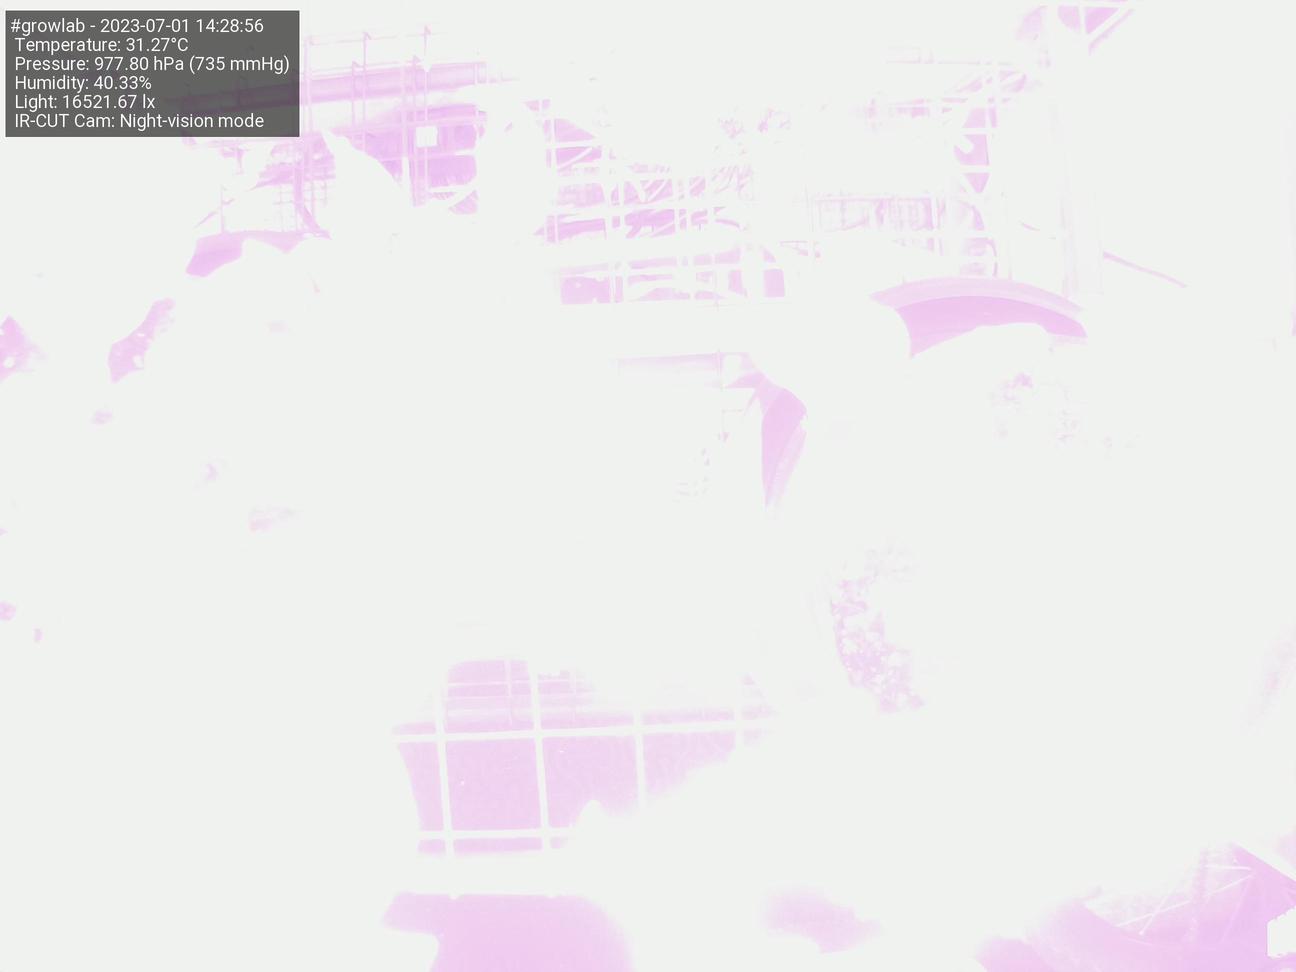 #growlab - 2023-07-01 14:28:56
Temperature: 31.27°C
Pressure: 977.80 hPa (735 mmHg)
Humidity: 40.33%
Light: 16521.67 lx
IR-CUT Cam: Night-vision mode